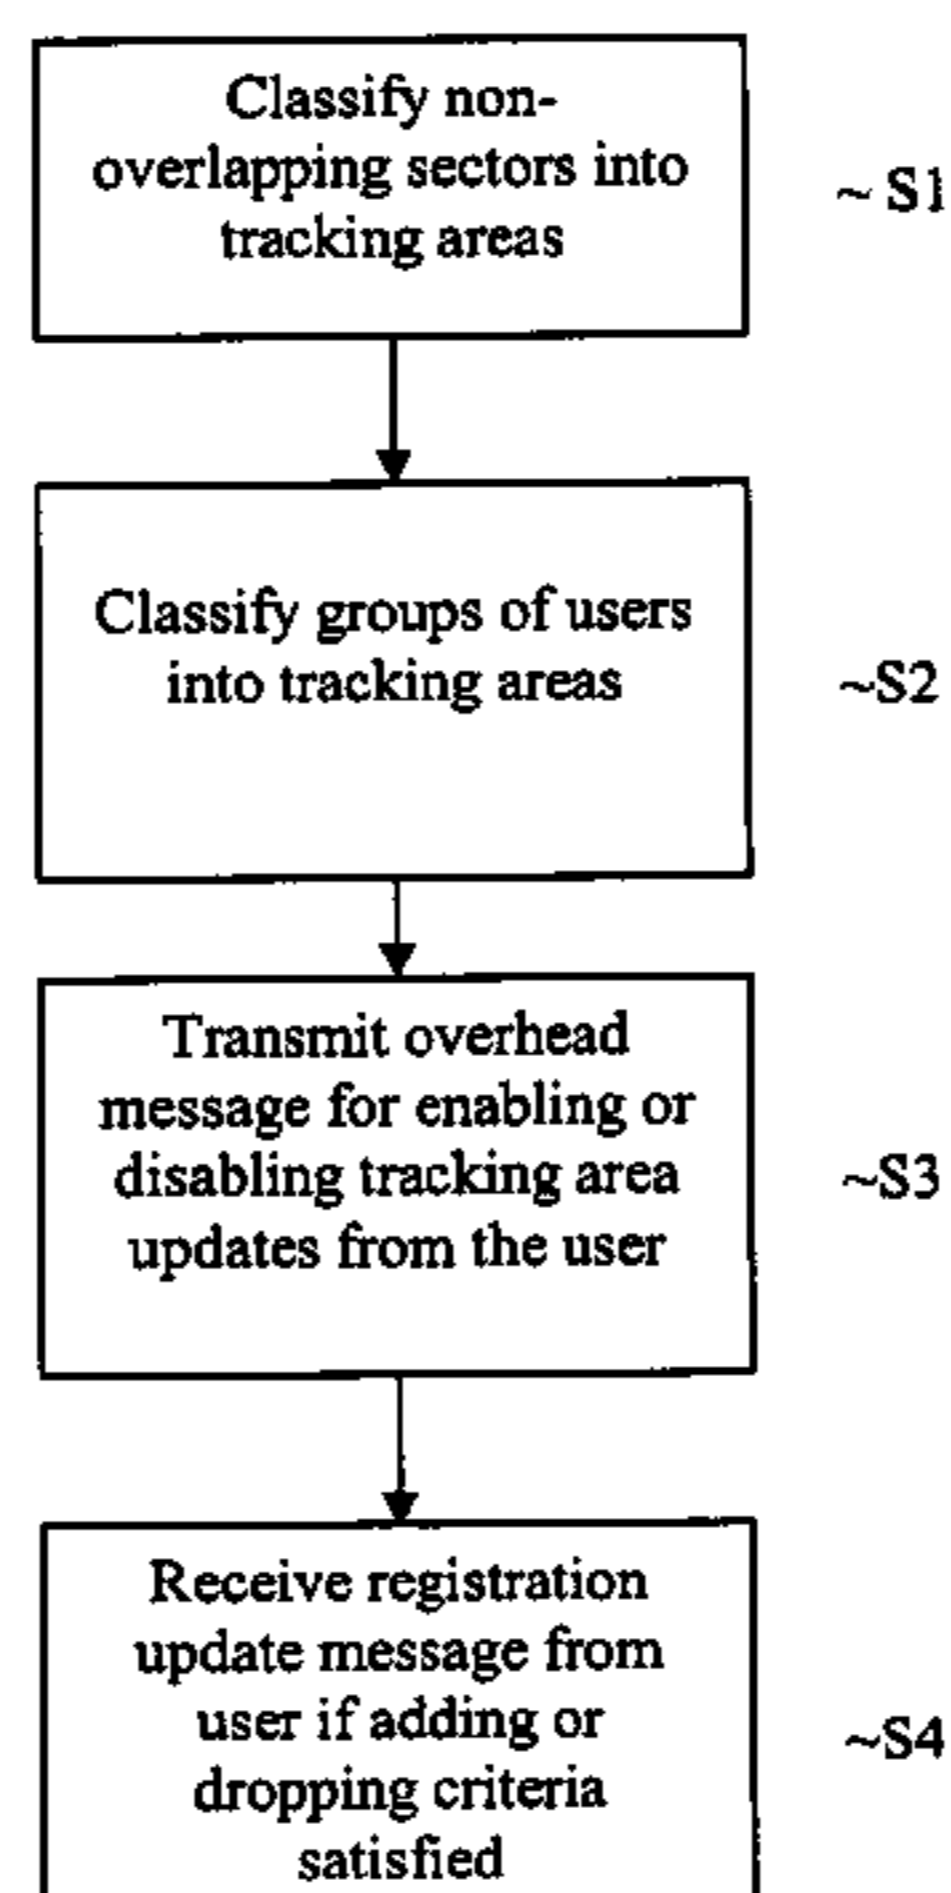 Classify non-
overlapping sectors into
tracking areas
~ S1
Classify groups of users
into tracking areas
~S2
Transmit overhead
message for enabling or
disabling tracking area
updates from the user
~S3
Receive registration
update message from
user if adding or
dropping criteria
satisfied
~S4